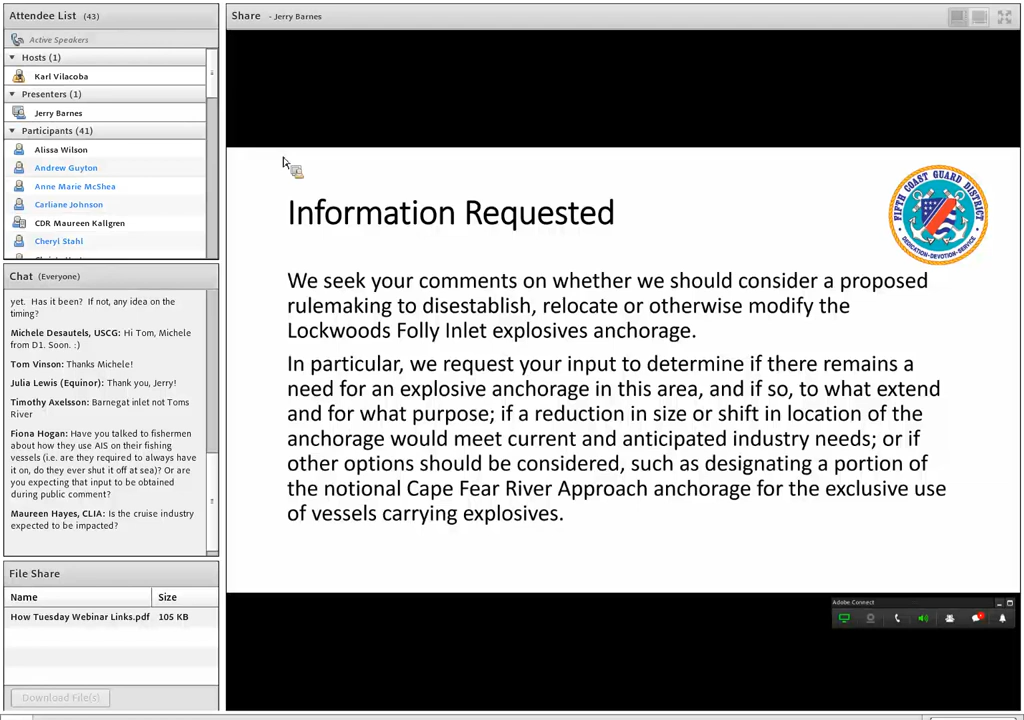 Attendee List (43)
Active Speakers
Hosts (1)
Karl Vilacoba
Presenters (1)
Jerry Barnes
Participants (41)
Alissa Wilson
Andrew Guyton
Anne Marie McShea
Carliane Johnson
CDR Maureen Kallgren
Cheryl Stahl
Chat (Everyone)
yet. Has it been? If not, any idea on the
timing?
Michele Desautels, USCG: Hi Tom, Michele
from D1. Soon. :)
Tom Vinson: Thanks Michele!
Julia Lewis (Equinor): Thank you, Jerry!
Timothy Axelsson: Barnegat inlet not Toms
River
Fiona Hogan: Have you talked to fishermen
about how they use AIS on their fishing
vessels (i.e. are they required to always have
it on, do they ever shut it off at sea)? Or are
you expecting that input to be obtained
during public comment?
Maureen Hayes, CLIA: Is the cruise industry
expected to be impacted?
File Share
Name Size
How Tuesday Webinar Links.pdf 105 KB
Download File(s)
Share - Jerry Barnes
Information Requested
FIFTH COAST GUARD DISTRICT
DEDICATION-DEVOTION-SERVICE
We seek your comments on whether we should consider a proposed
rulemaking to disestablish, relocate or otherwise modify the
Lockwoods Folly Inlet explosives anchorage.
In particular, we request your input to determine if there remains a
need for an explosive anchorage in this area, and if so, to what extend
and for what purpose; if a reduction in size or shift in location of the
anchorage would meet current and anticipated industry needs; or if
other options should be considered, such as designating a portion of
the notional Cape Fear River Approach anchorage for the exclusive use
of vessels carrying explosives.
Adobe Connect